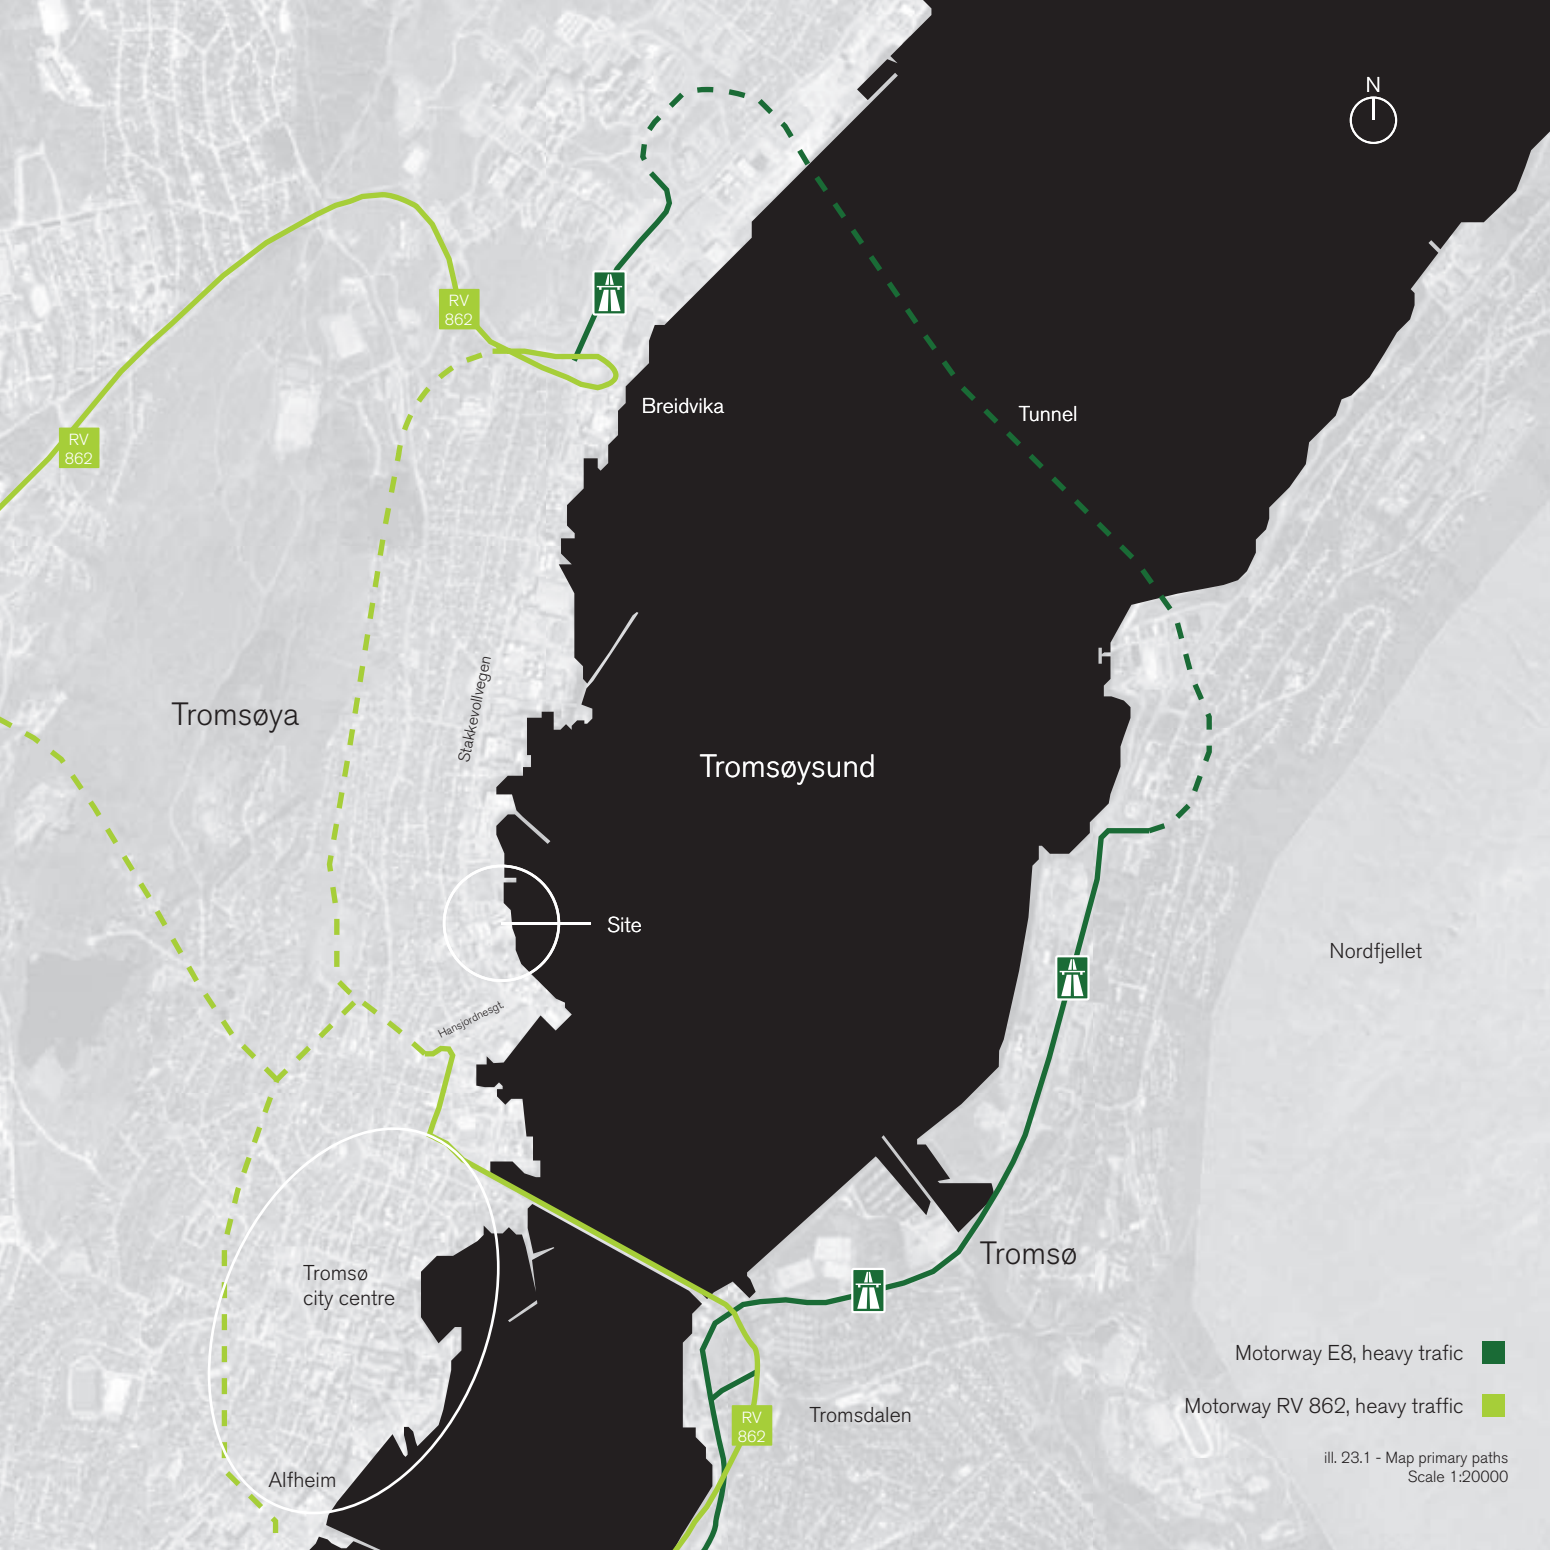 N
RV
862
Breidvika
Tunnel
RV
862
Stakkevollvegen
Tromsøya
Tromsøysund
Site
Nordfjellet
Hansjordnesgt.
Tromsø
Tromsø
city centre
Motorway E8, heavy trafic
Motorway RV 862, heavy traffic
RV
862
Tromsdalen
ill. 23.1 - Map primary paths
Scale 1:20000
Alfheim